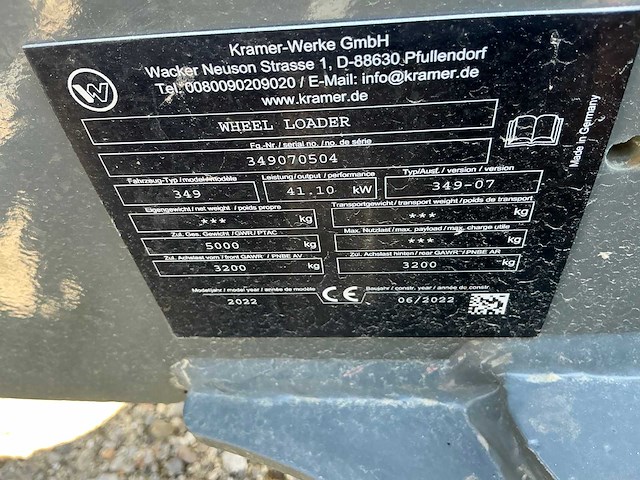 Kramer-Werke GmbH
Wacker Neuson Strasse 1, D-88630 Pfullendorf
Tel. 0080090209020 / E-Mail: info@kramer.de
www.kramer.de
WHEEL LOADER
Fg.-Nr./ serial no./ no. de série
349070504
Fahrzeug-Typ/model/modèle Leistung/output / performance Typ/Ausf./ version / version
349 41.10 kW 349-07
Eigengewicht / net weight / poids propre Transportgewicht / transport weight / poids de transport
*** kg *** kg
Zul. Ges. Gewicht / GWR / PTAC Max. Nutzlast / max. payload / max. charge utile
5000 kg *** kg
Zul. Achslast vorn / front GAWR / PNBE AV Zul. Achslast hinten / rear GAWR / PNBE AR
3200 kg 3200 kg
Modelljahr / model year / année de modèle CE Baujahr / constr. year / année de constr.
2022 06/2022
Made in Germany
W